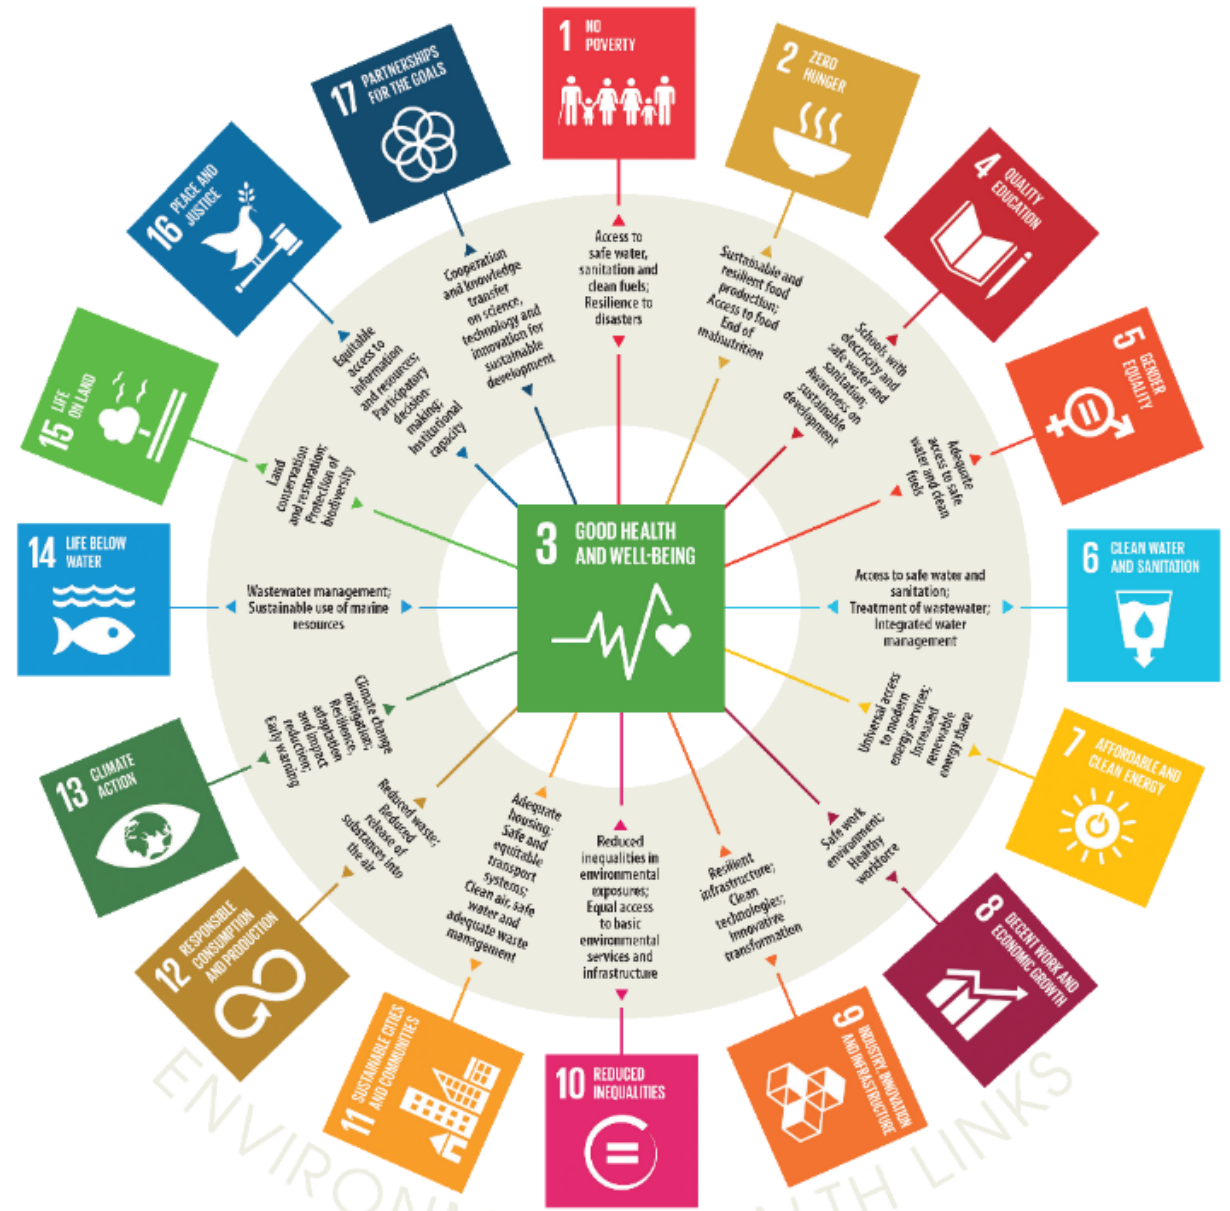 1 NO
POVERTY
Access to
safe water,
sanitation and
clean fuels;
Resilience to
disasters
2 ZERO
HUNGER
Sustainable and
resilient food
production;
Access to food
End of
malnutrition
4 QUALITY
EDUCATION
Schools with
electricity and
safe water and
sanitation;
Awareness on
sustainable
development
5 GENDER
EQUALITY
Adequate
access to safe
water and clean
fuels
6 CLEAN WATER
AND SANITATION
Access to safe water and
sanitation;
Treatment of wastewater;
Integrated water
management
7 AFFORDABLE AND
CLEAN ENERGY
Universal access
to modern
energy services;
Increased
renewable
energy share
8 DECENT WORK AND
ECONOMIC GROWTH
Safe work
environment;
Healthy
workforce
9 INDUSTRY, INNOVATION
AND INFRASTRUCTURE
Resilient
infrastructure;
Clean
technologies;
Innovative
transformation
10 REDUCED
INEQUALITIES
Reduced
inequalities in
environmental
exposures;
Equal access
to basic
environmental
services and
infrastructure
11 SUSTAINABLE CITIES
AND COMMUNITIES
Adequate
housing;
Safe and
equitable
transport
systems;
Clean air, safe
water and
adequate waste
management
12 RESPONSIBLE
CONSUMPTION
AND PRODUCTION
Reduced waste;
Reduced
release of
substances into
the air
13 CLIMATE
ACTION
Climate change
mitigation;
Resilience,
adaptation
and impact
reduction;
Early warning
14 LIFE BELOW
WATER
Wastewater management;
Sustainable use of marine
resources
15 LIFE
ON LAND
Land
conservation
and restoration;
Protection of
biodiversity
16 PEACE AND
JUSTICE
Equitable
access to
information
and resources;
Participatory
decision-
making;
Institutional
capacity
17 PARTNERSHIPS
FOR THE GOALS
Cooperation
and knowledge
transfer
on science,
technology and
innovation for
sustainable
development
3 GOOD HEALTH
AND WELL-BEING
LINKS